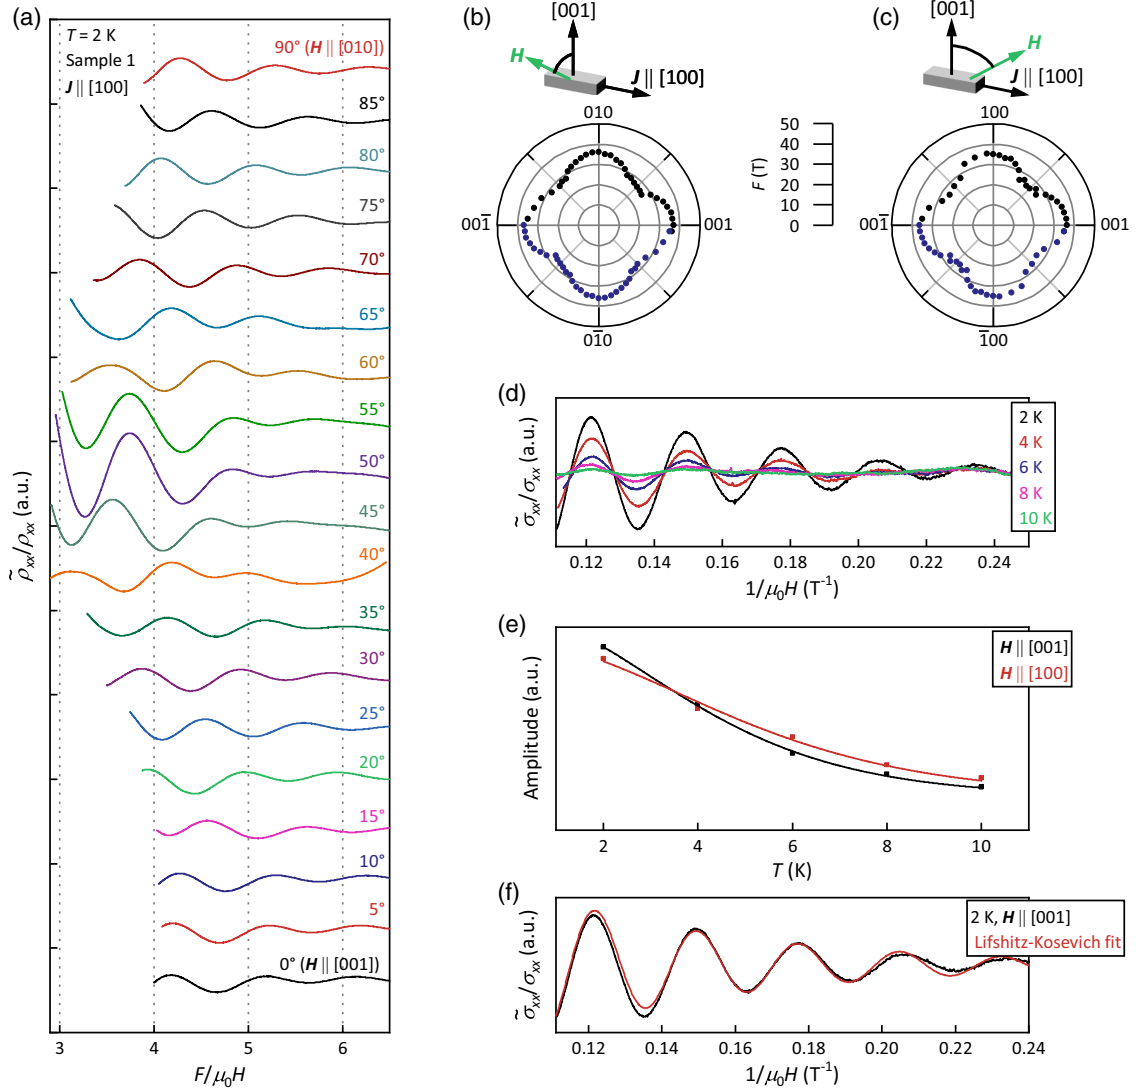 (a)
T = 2 K
Sample 1
J || [100]
90° (H || [010])
85°
80°
75°
70°
65°
60°
55°
50°
45°
40°
35°
30°
25°
20°
15°
10°
5°
0° (H || [001])
ρ̃xx/ρxx (a.u.)
3 4 5 6
F/μ0H
(b)
[001]
H
J || [100]
010
001̅
001
01̅0
F (T)
50
40
30
20
10
0
(c)
[001]
H
J || [100]
100
001̅
001
1̅00
(d)
σ̃xx/σxx (a.u.)
2 K
4 K
6 K
8 K
10 K
0.12 0.14 0.16 0.18 0.20 0.22 0.24
1/μ0H (T⁻¹)
(e)
Amplitude (a.u.)
H || [001]
H || [100]
2 4 6 8 10
T (K)
(f)
σ̃xx/σxx (a.u.)
2 K, H || [001]
Lifshitz-Kosevich fit
0.12 0.14 0.16 0.18 0.20 0.22 0.24
1/μ0H (T⁻¹)